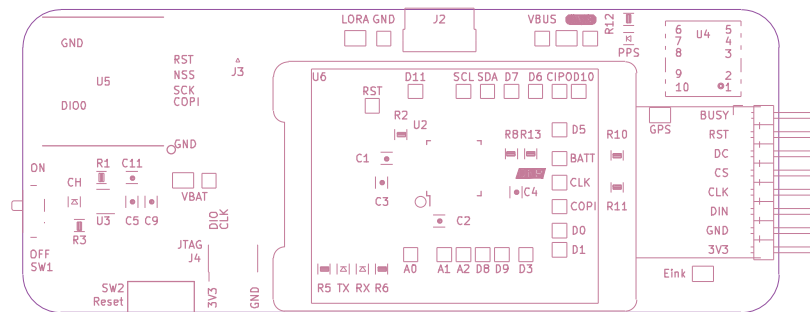 LORA GND
J2
VBUS
R12
PPS
6 5
7 U4 4
8 3
9 2
10 1
GND
U5
DIO0
RST
NSS
SCK
COPI
GND
J3
U6
RST
D11
SCL SDA D7 D6 CIPO D10
R2
U2
C1
C3
C2
R8 R13
C4
D5
BATT
CLK
COPI
D0
D1
A0 A1 A2 D8 D9 D3
R5 TX RX R6
R10
R11
GPS
BUSY
RST
DC
CS
CLK
DIN
GND
3V3
Eink
ON
CH
R1
C11
R3
U3
C5 C9
VBAT
DIO
CLK
OFF
SW1
JTAG
J4
SW2
Reset
3V3
GND